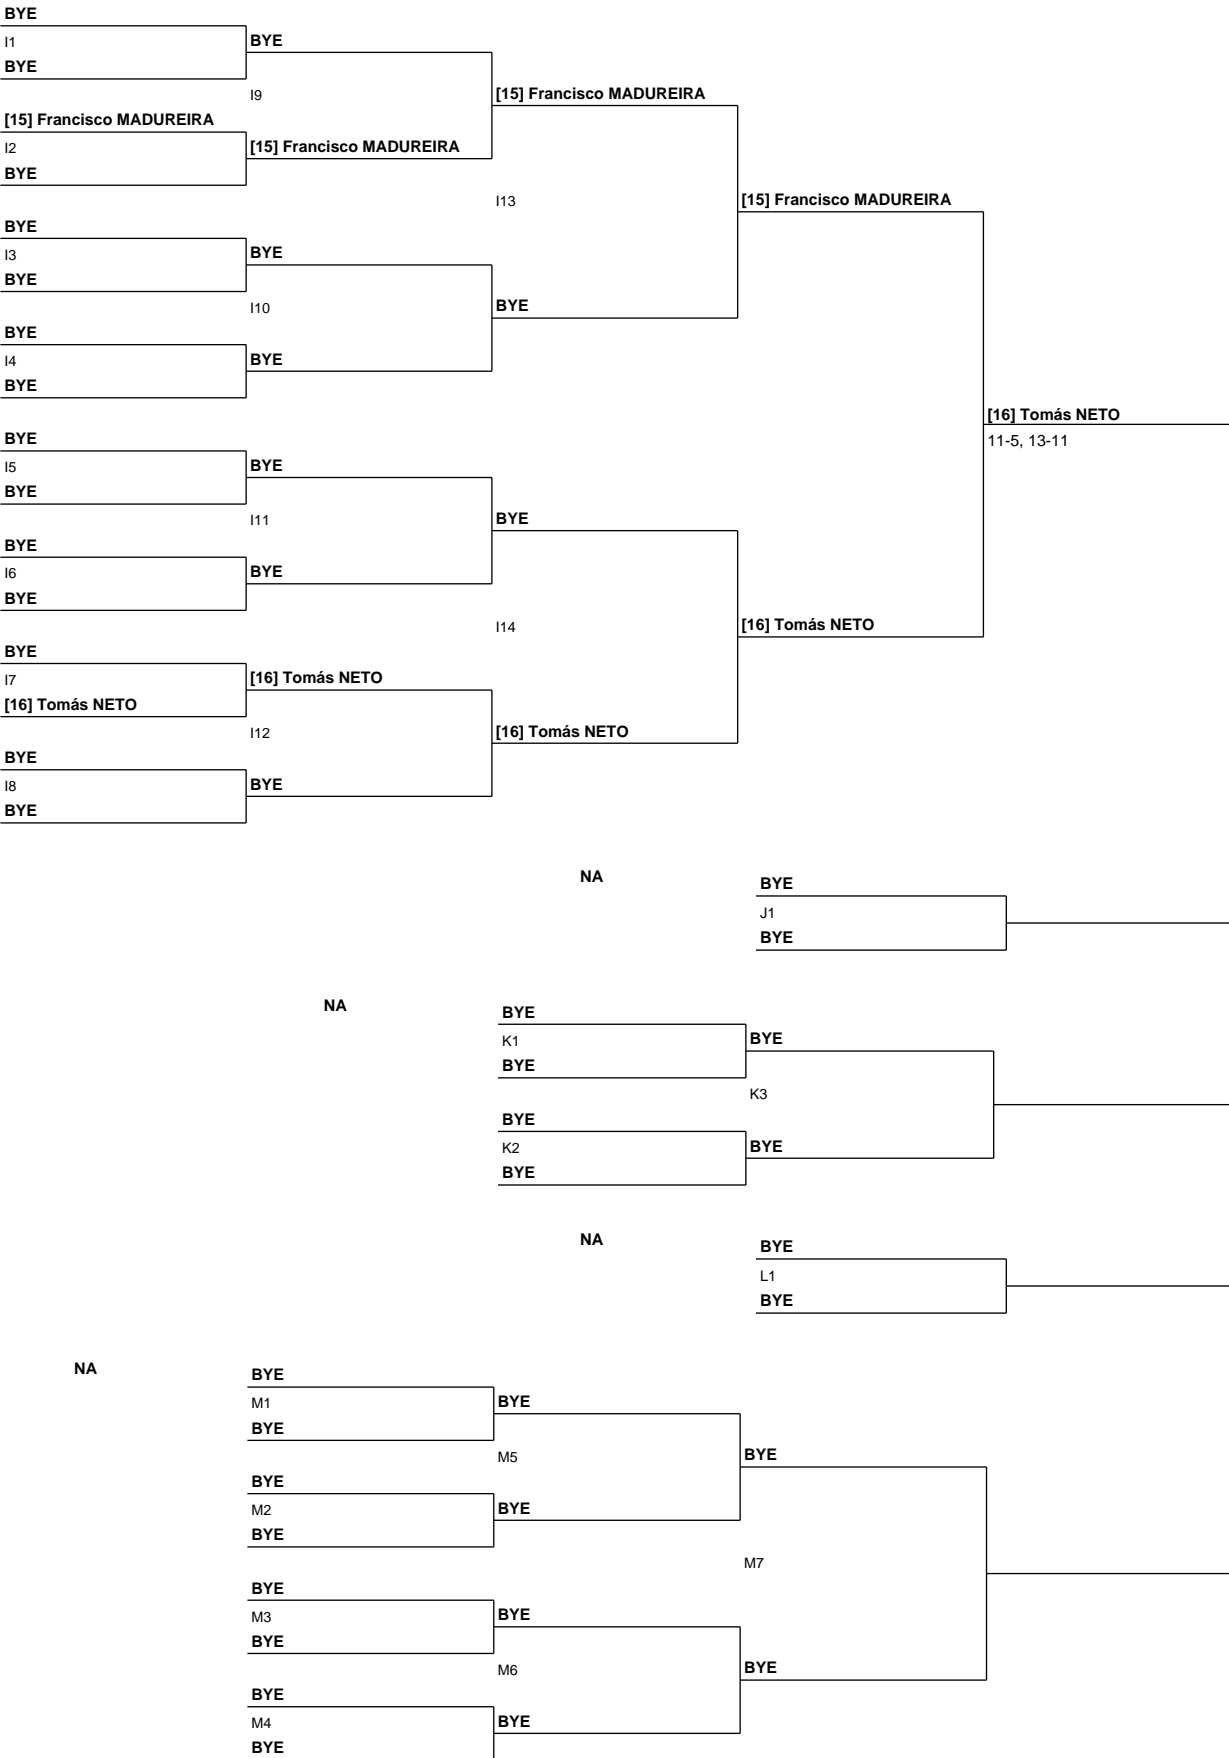 BYE
I1
BYE
BYE
I9
[15] Francisco MADUREIRA
[15] Francisco MADUREIRA
I2
[15] Francisco MADUREIRA
BYE
I13
[15] Francisco MADUREIRA
BYE
I3
BYE
BYE
I10
BYE
BYE
I4
BYE
BYE
[16] Tomás NETO
11-5, 13-11
BYE
I5
BYE
BYE
I11
BYE
BYE
I6
BYE
BYE
I14
[16] Tomás NETO
BYE
I7
[16] Tomás NETO
[16] Tomás NETO
I12
[16] Tomás NETO
BYE
I8
BYE
BYE
NA
BYE
J1
BYE
NA
BYE
K1
BYE
BYE
K3
BYE
K2
BYE
BYE
NA
BYE
L1
BYE
NA
BYE
M1
BYE
BYE
M5
BYE
BYE
M2
BYE
BYE
M7
BYE
M3
BYE
BYE
M6
BYE
BYE
M4
BYE
BYE